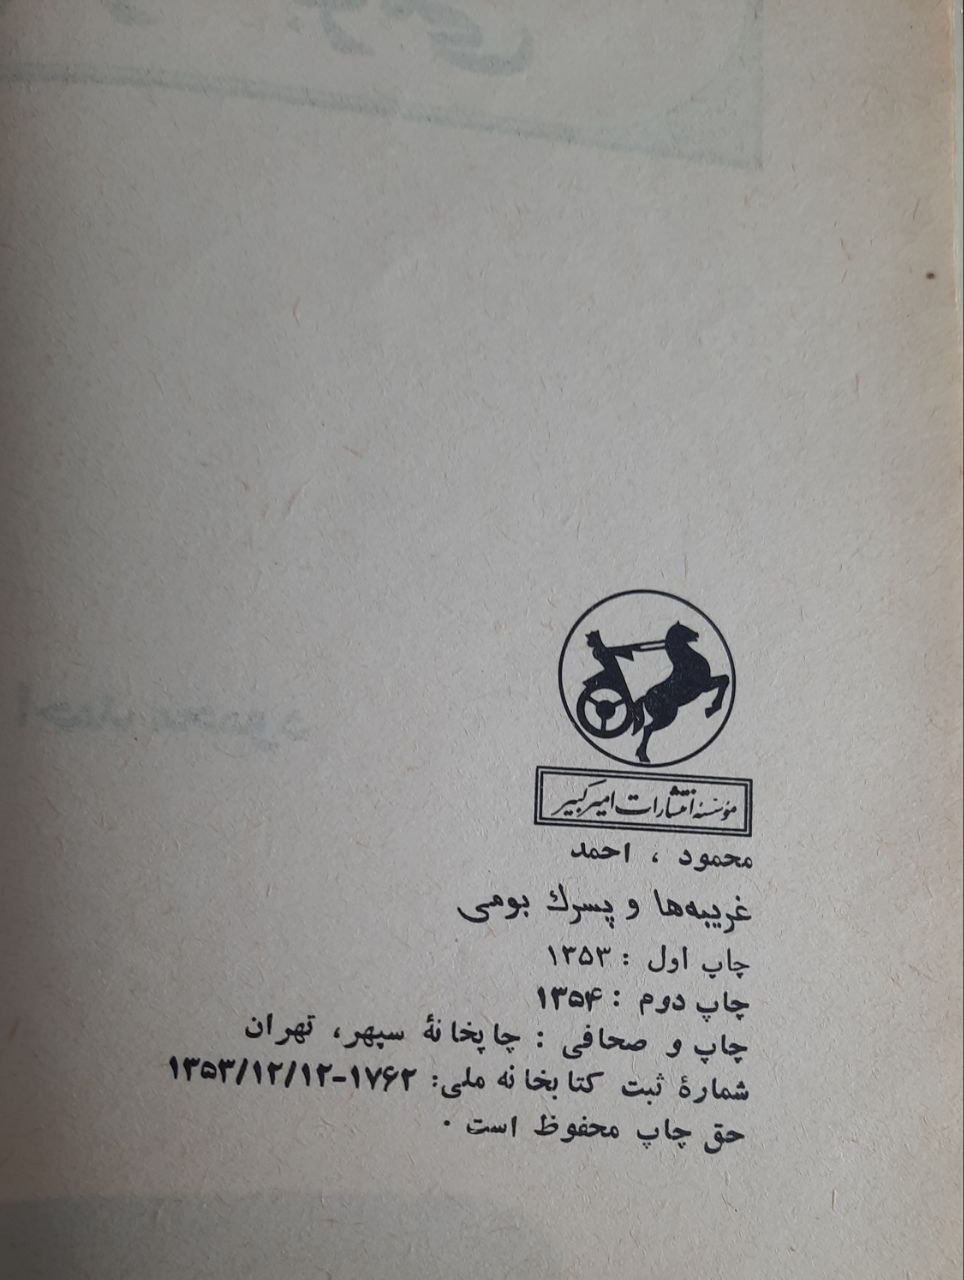 مؤسسهٔ انتشارات امیرکبیر
محمود ، احمد
غریبه‌ها و پسرك بومی
چاپ اول : ۱۳۵۳
چاپ دوم : ۱۳۵۴
چاپ و صحافی : چاپخانهٔ سپهر، تهران
شمارهٔ ثبت کتابخانه ملی: ۱۷۶۲-۱۳۵۳/۱۲/۱۲
حق چاپ محفوظ است .